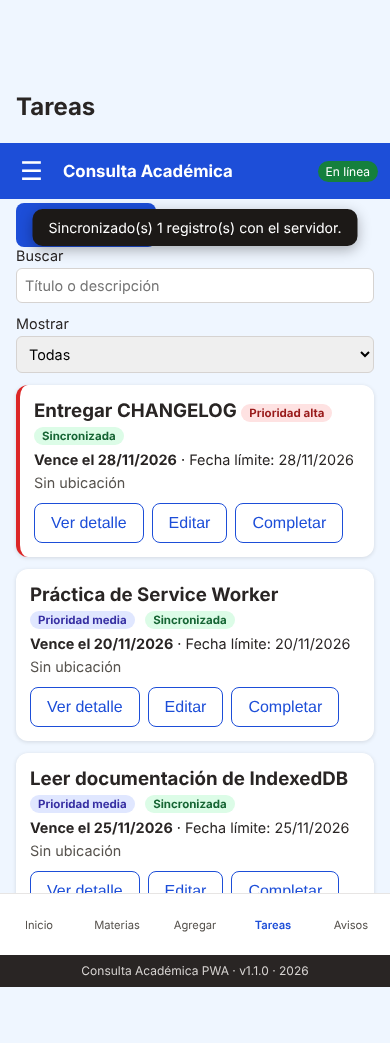 Tareas
☰ Consulta Académica En línea
Sincronizado(s) 1 registro(s) con el servidor.
Buscar
Título o descripción
Mostrar
Todas
Entregar CHANGELOG Prioridad alta
Sincronizada
Vence el 28/11/2026 · Fecha límite: 28/11/2026
Sin ubicación
Ver detalle Editar Completar
Práctica de Service Worker
Prioridad media Sincronizada
Vence el 20/11/2026 · Fecha límite: 20/11/2026
Sin ubicación
Ver detalle Editar Completar
Leer documentación de IndexedDB
Prioridad media Sincronizada
Vence el 25/11/2026 · Fecha límite: 25/11/2026
Sin ubicación
Ver detalle Editar Completar
Inicio Materias Agregar Tareas Avisos
Consulta Académica PWA · v1.1.0 · 2026